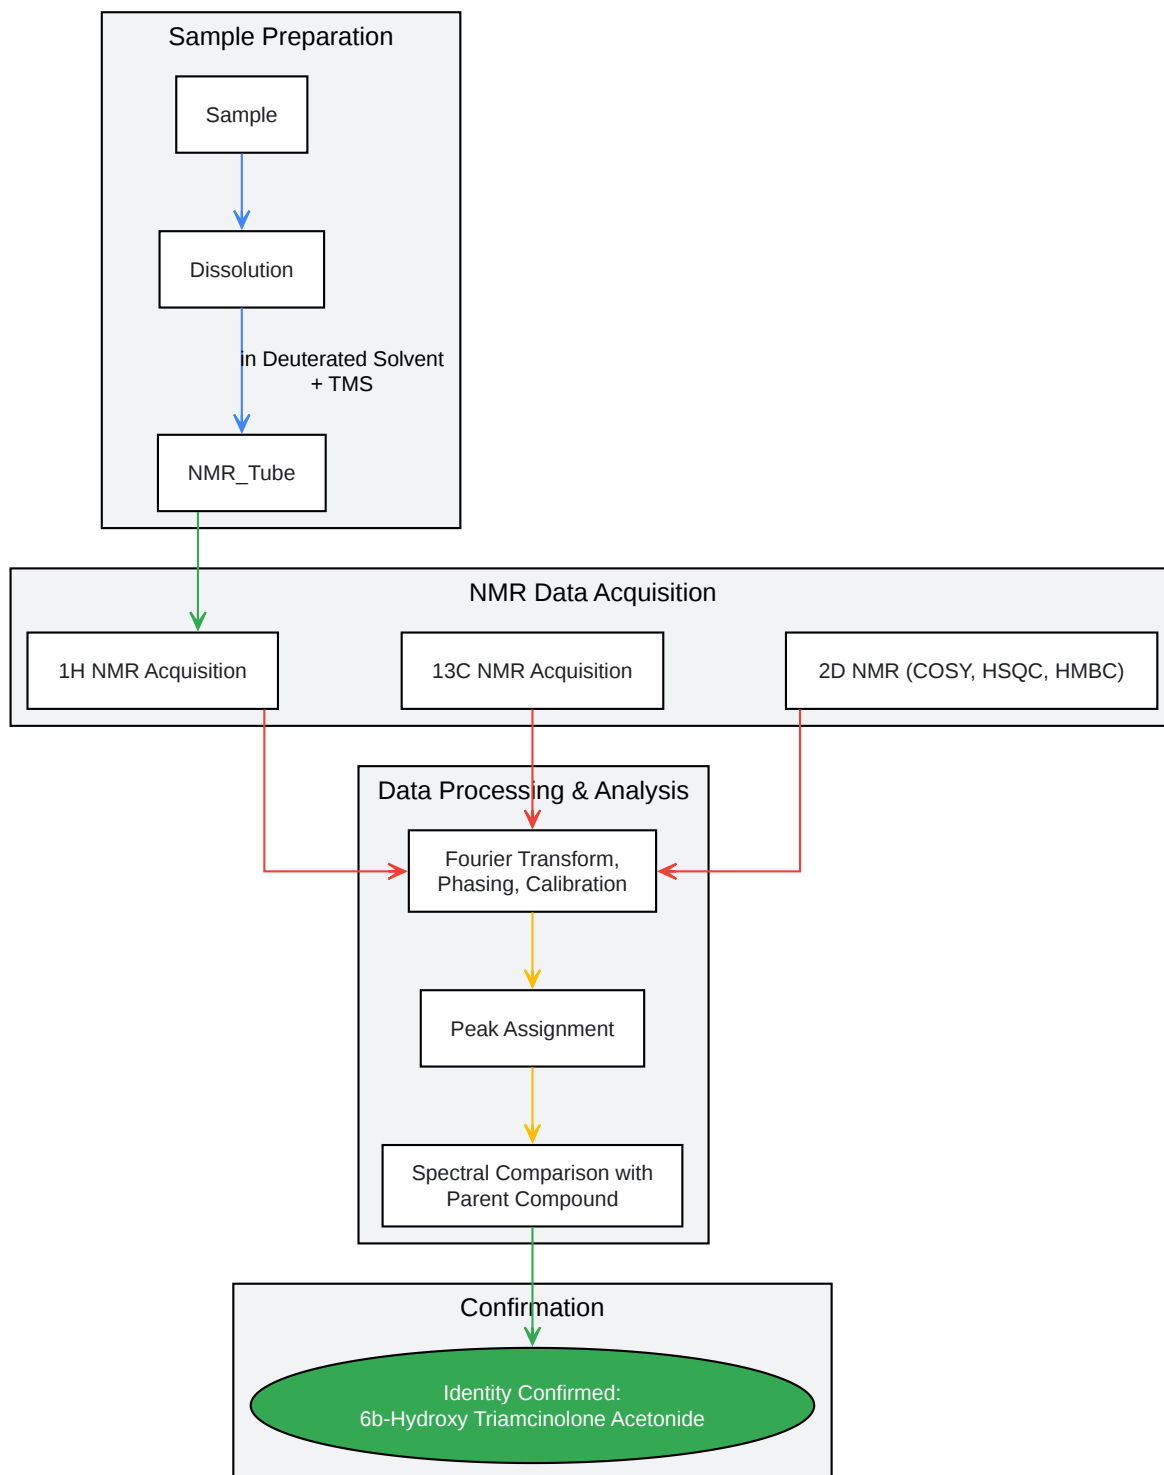 Sample Preparation
Sample
Dissolution
in Deuterated Solvent
+ TMS
NMR_Tube
NMR Data Acquisition
1H NMR Acquisition
13C NMR Acquisition
2D NMR (COSY, HSQC, HMBC)
Data Processing & Analysis
Fourier Transform,
Phasing, Calibration
Peak Assignment
Spectral Comparison with
Parent Compound
Confirmation
Identity Confirmed:
6b-Hydroxy Triamcinolone Acetonide